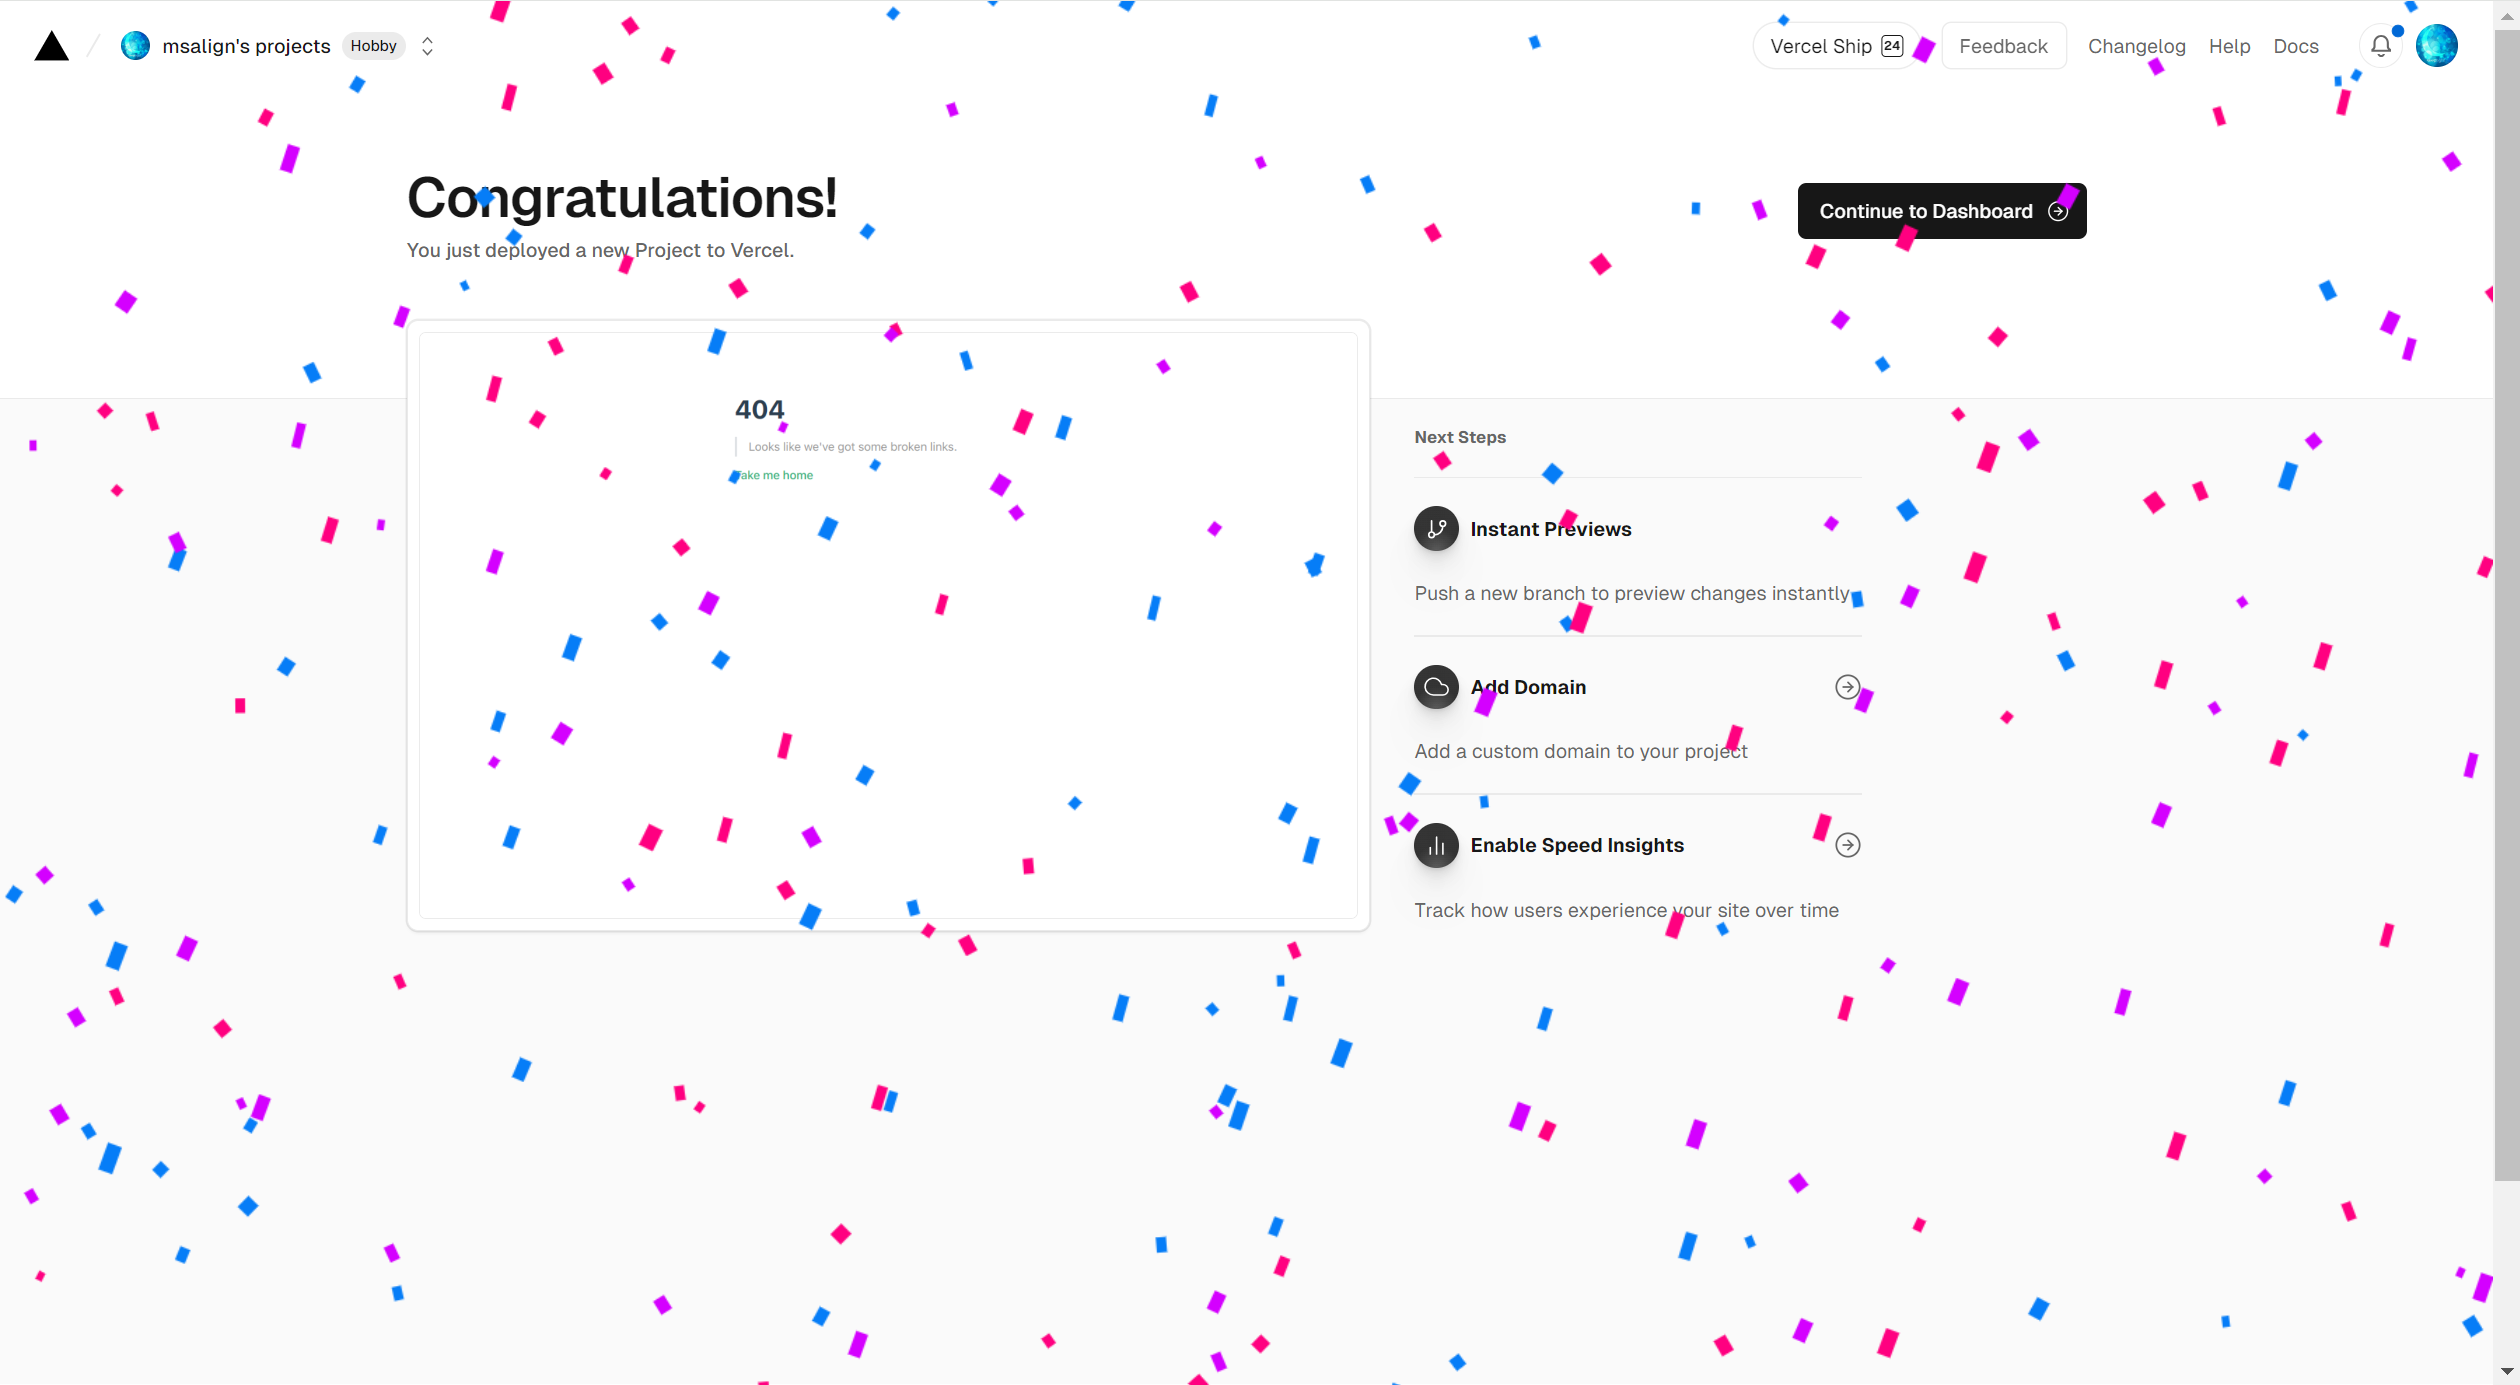 msalign's projects Hobby
Vercel Ship 24 Feedback Changelog Help Docs
Congratulations!
You just deployed a new Project to Vercel.
Continue to Dashboard
404
Looks like we've got some broken links.
Take me home
Next Steps
Instant Previews
Push a new branch to preview changes instantly
Add Domain
Add a custom domain to your project
Enable Speed Insights
Track how users experience your site over time